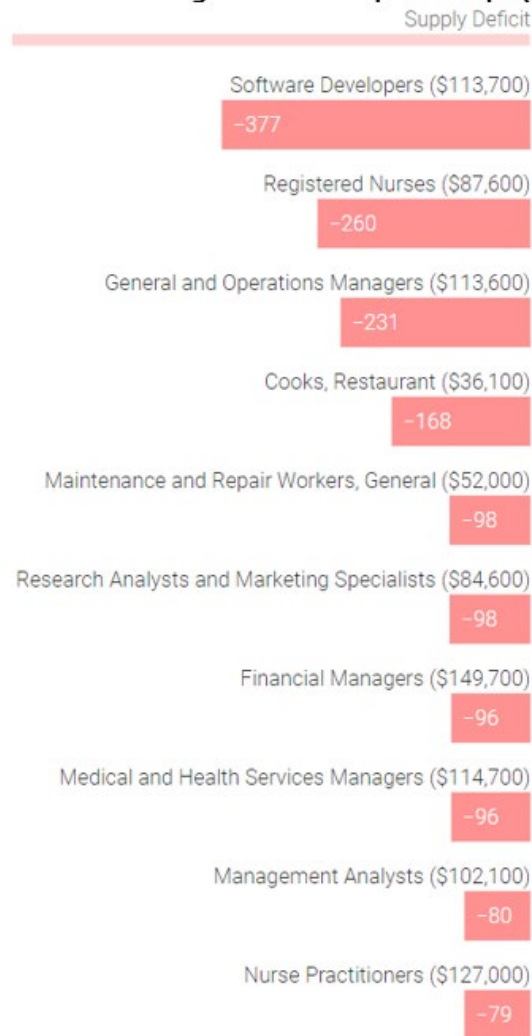 Supply Deficit
Software Developers ($113,700)
−377
Registered Nurses ($87,600)
−260
General and Operations Managers ($113,600)
−231
Cooks, Restaurant ($36,100)
−168
Maintenance and Repair Workers, General ($52,000)
−98
Research Analysts and Marketing Specialists ($84,600)
−98
Financial Managers ($149,700)
−96
Medical and Health Services Managers ($114,700)
−96
Management Analysts ($102,100)
−80
Nurse Practitioners ($127,000)
−79